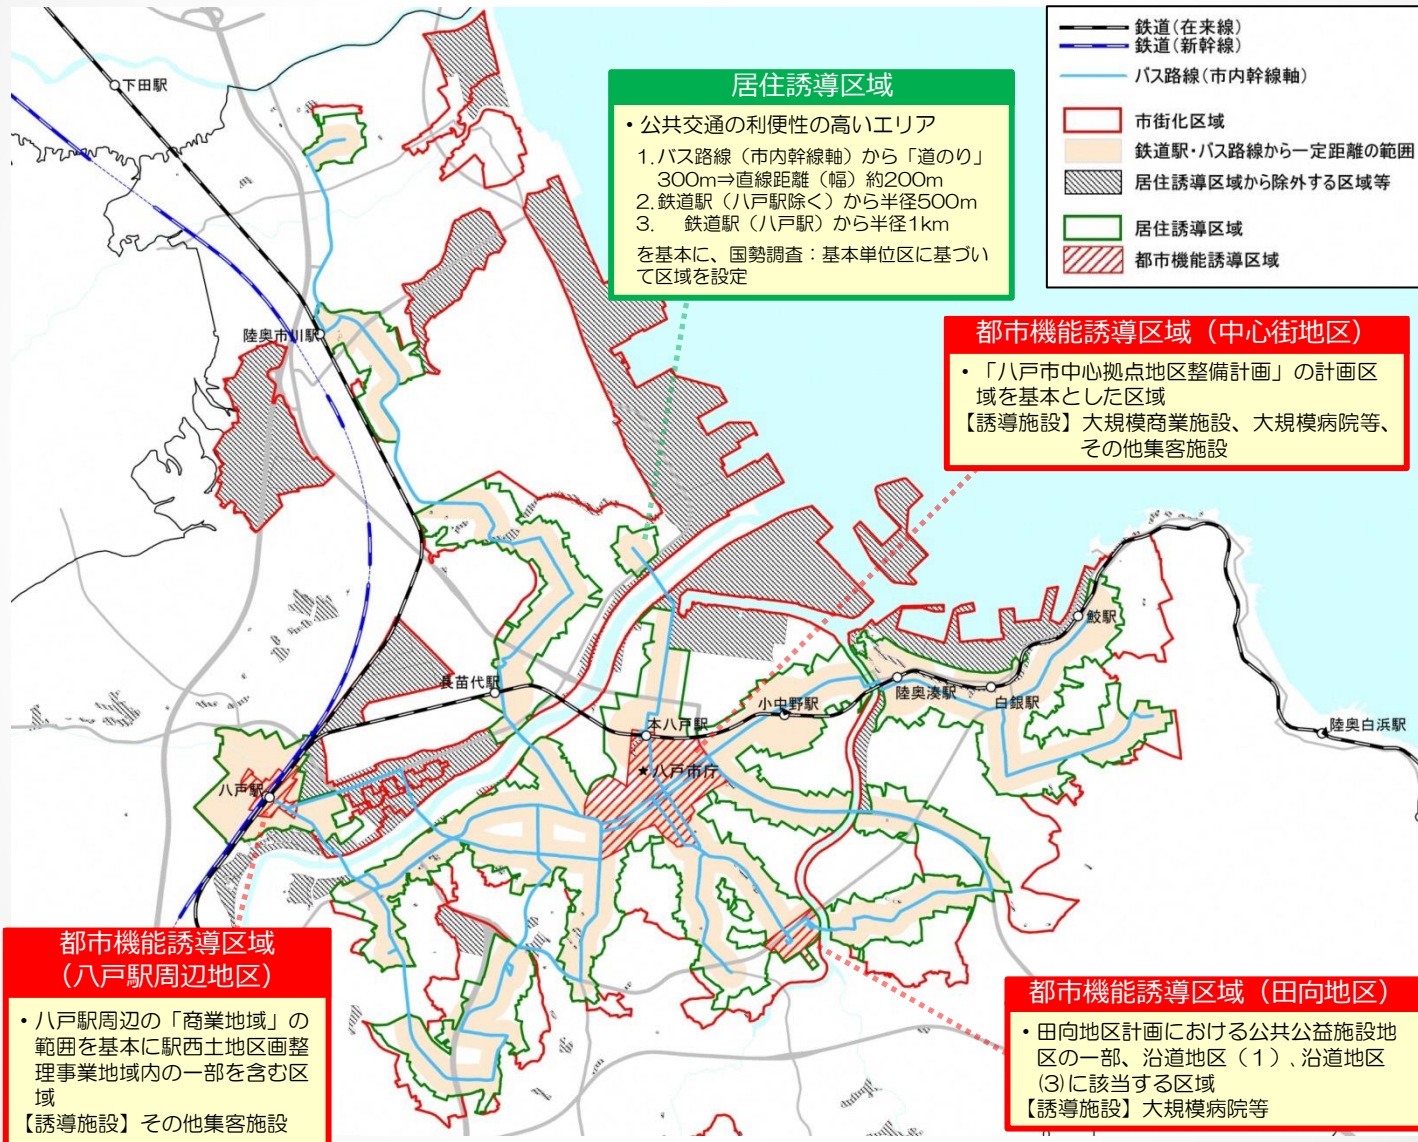 鉄道(在来線)
鉄道(新幹線)
バス路線(市内幹線軸)
市街化区域
鉄道駅・バス路線から一定距離の範囲
居住誘導区域から除外する区域等
居住誘導区域
都市機能誘導区域
居住誘導区域
・公共交通の利便性の高いエリア
1.バス路線（市内幹線軸）から「道のり」
300m⇒直線距離（幅）約200m
2.鉄道駅（八戸駅除く）から半径500m
3. 鉄道駅（八戸駅）から半径1km
を基本に、国勢調査：基本単位区に基づい
て区域を設定
都市機能誘導区域（中心街地区）
・「八戸市中心拠点地区整備計画」の計画区
域を基本とした区域
【誘導施設】大規模商業施設、大規模病院等、
その他集客施設
下田駅
陸奥市川駅
長苗代駅
本八戸駅
★八戸市庁
小中野駅
陸奥湊駅
白銀駅
鮫駅
陸奥白浜駅
八戸駅
都市機能誘導区域
（八戸駅周辺地区）
・八戸駅周辺の「商業地域」の
範囲を基本に駅西土地区画整
理事業地域内の一部を含む区
域
【誘導施設】その他集客施設
都市機能誘導区域（田向地区）
・田向地区計画における公共公益施設地
区の一部、沿道地区（1）、沿道地区
(3)に該当する区域
【誘導施設】大規模病院等